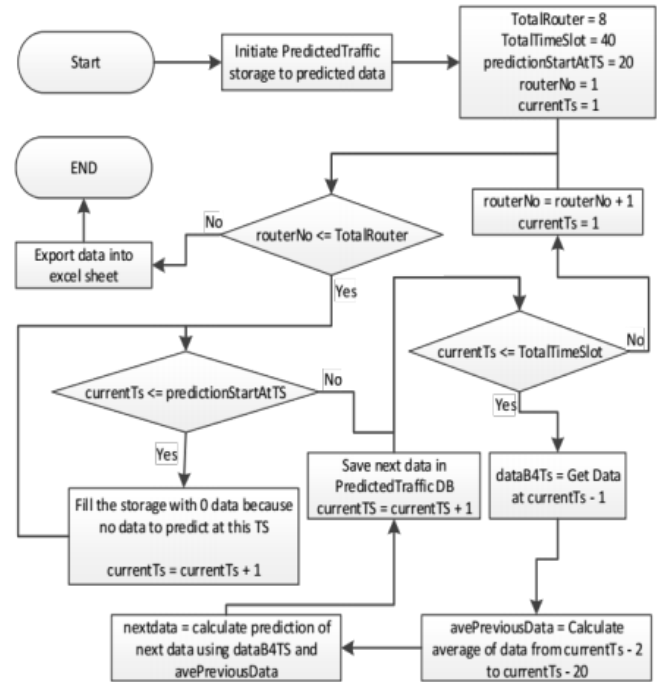 Start
Initiate PredictedTraffic
storage to predicted data
TotalRouter = 8
TotalTimeSlot = 40
predictionStartAtTS = 20
routerNo = 1
currentTs = 1
END
Export data into
excel sheet
No
routerNo <= TotalRouter
Yes
routerNo = routerNo + 1
currentTs = 1
currentTs <= TotalTimeSlot
No
Yes
currentTs <= predictionStartAtTS
No
Yes
Fill the storage with 0 data because
no data to predict at this TS
currentTs = currentTs + 1
Save next data in
PredictedTraffic DB
currentTS = currentTS + 1
dataB4Ts = Get Data
at currentTs - 1
nextdata = calculate prediction of
next data using dataB4TS and
avePreviousData
avePreviousData = Calculate
average of data from currentTs - 2
to currentTs - 20